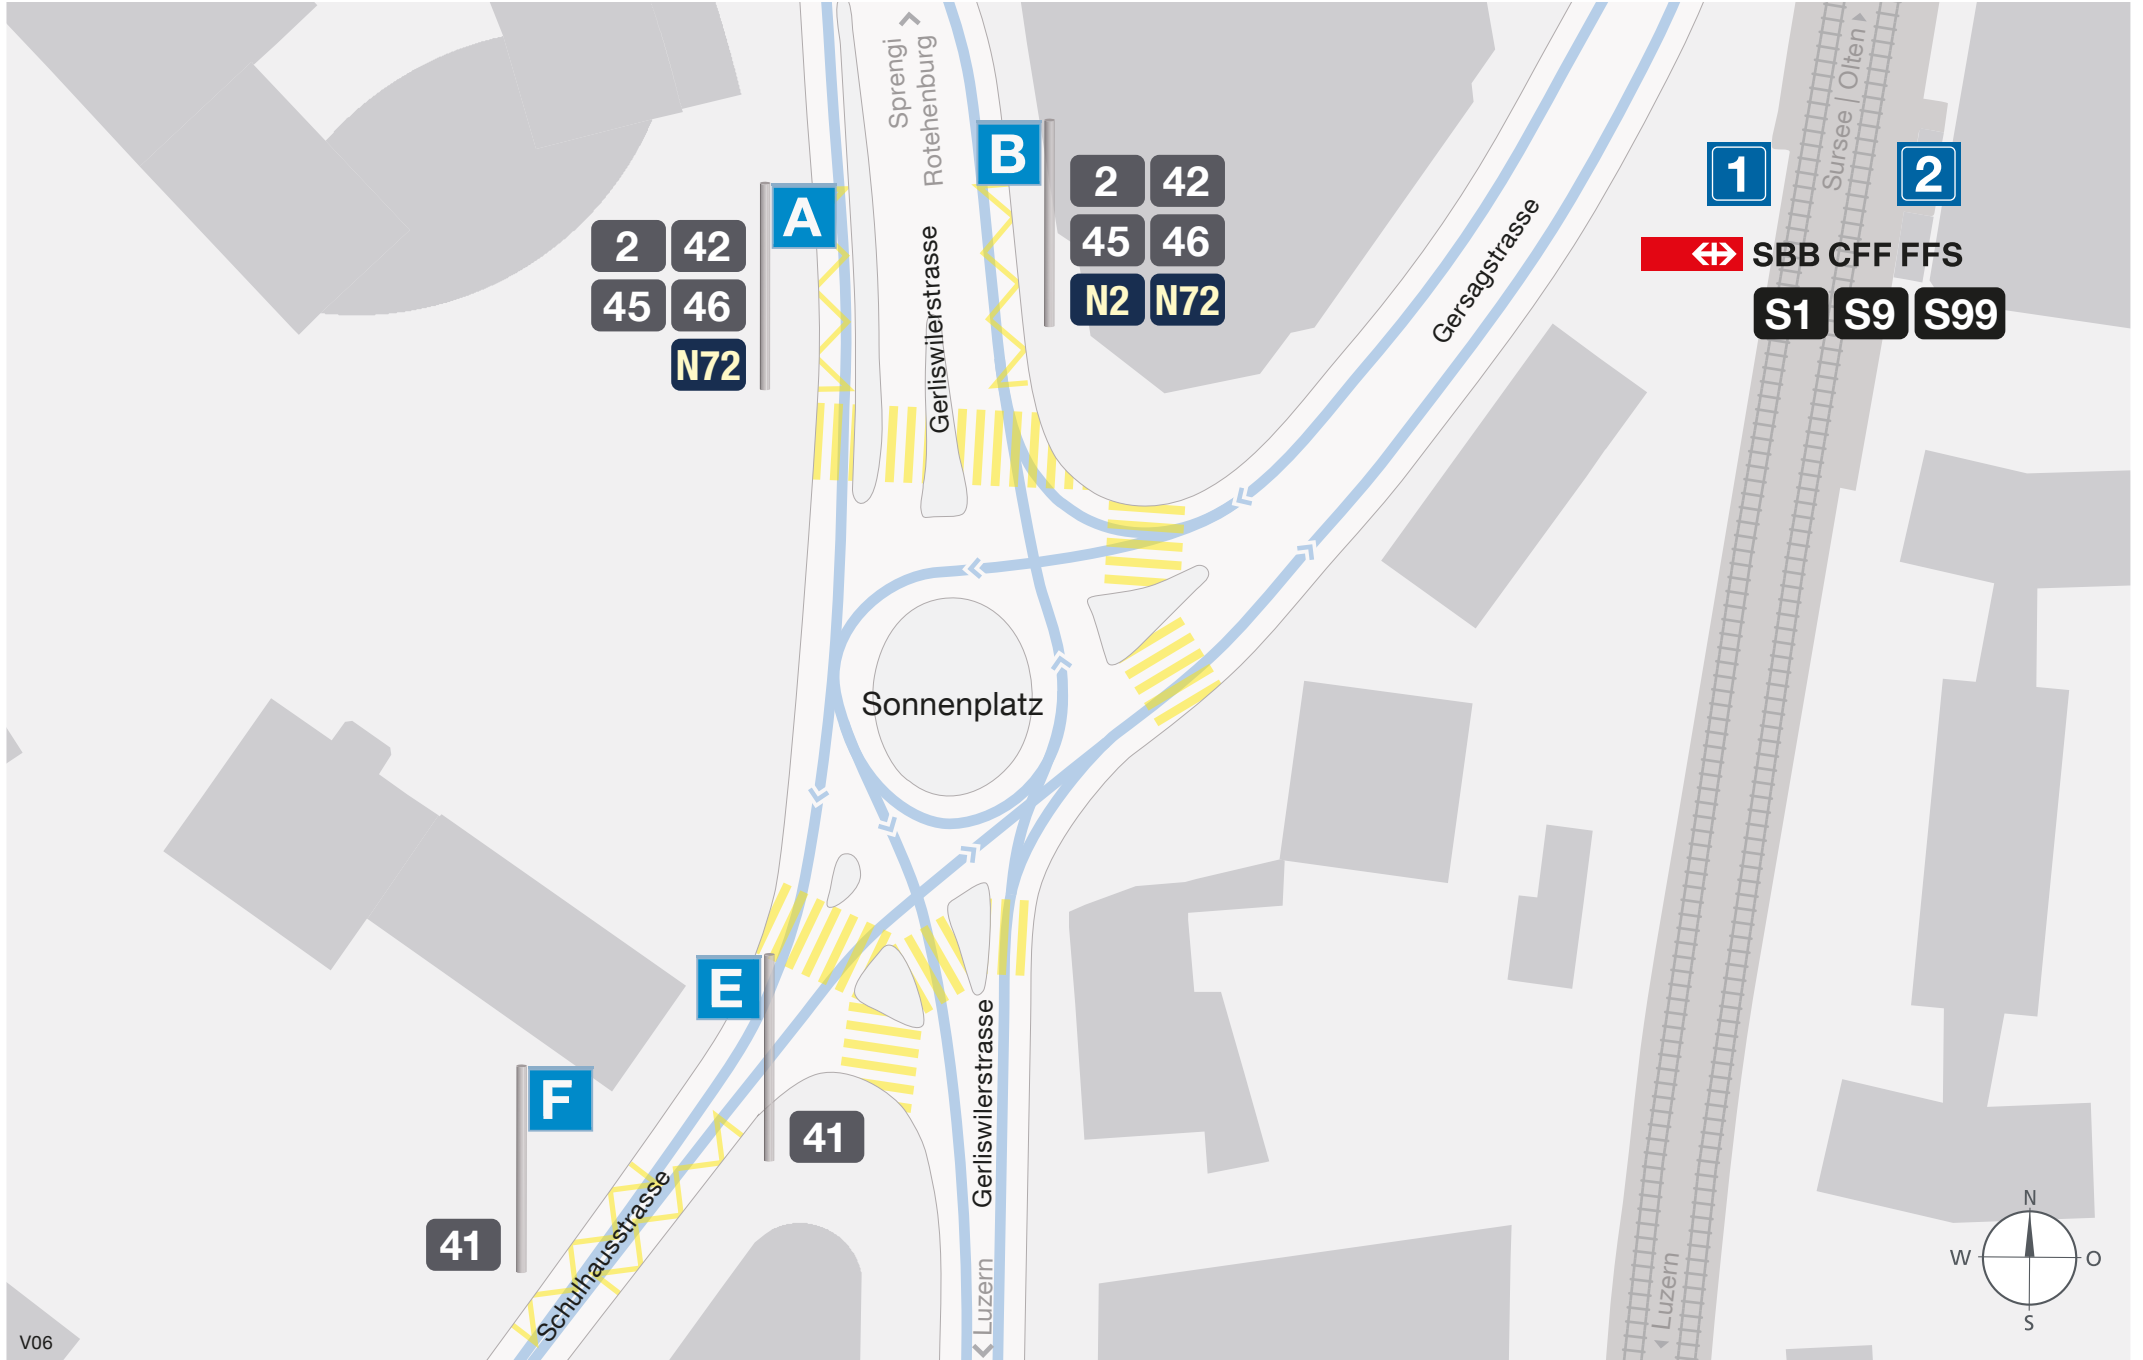 Sprengi
Rotehenburg
Sursee | Olten
B
2 42
45 46
N2 N72
A
2 42
45 46
N72
1
2
SBB CFF FFS
S1 S9 S99
Gerliswilerstrasse
Gersagstrasse
Sonnenplatz
E
41
F
41
Schulhausstrasse
Gerliswilerstrasse
Luzern
Luzern
N
W O
S
V06